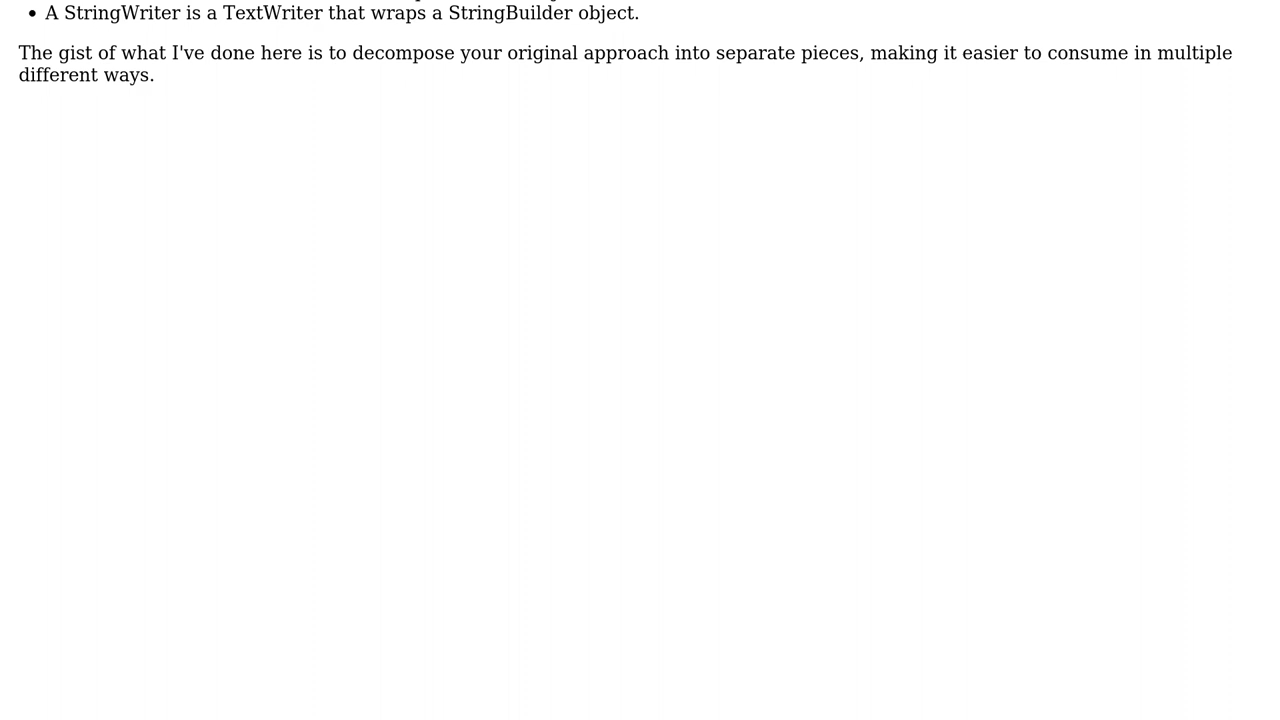 • A StringWriter is a TextWriter that wraps a StringBuilder object.
The gist of what I've done here is to decompose your original approach into separate pieces, making it easier to consume in multiple
different ways.